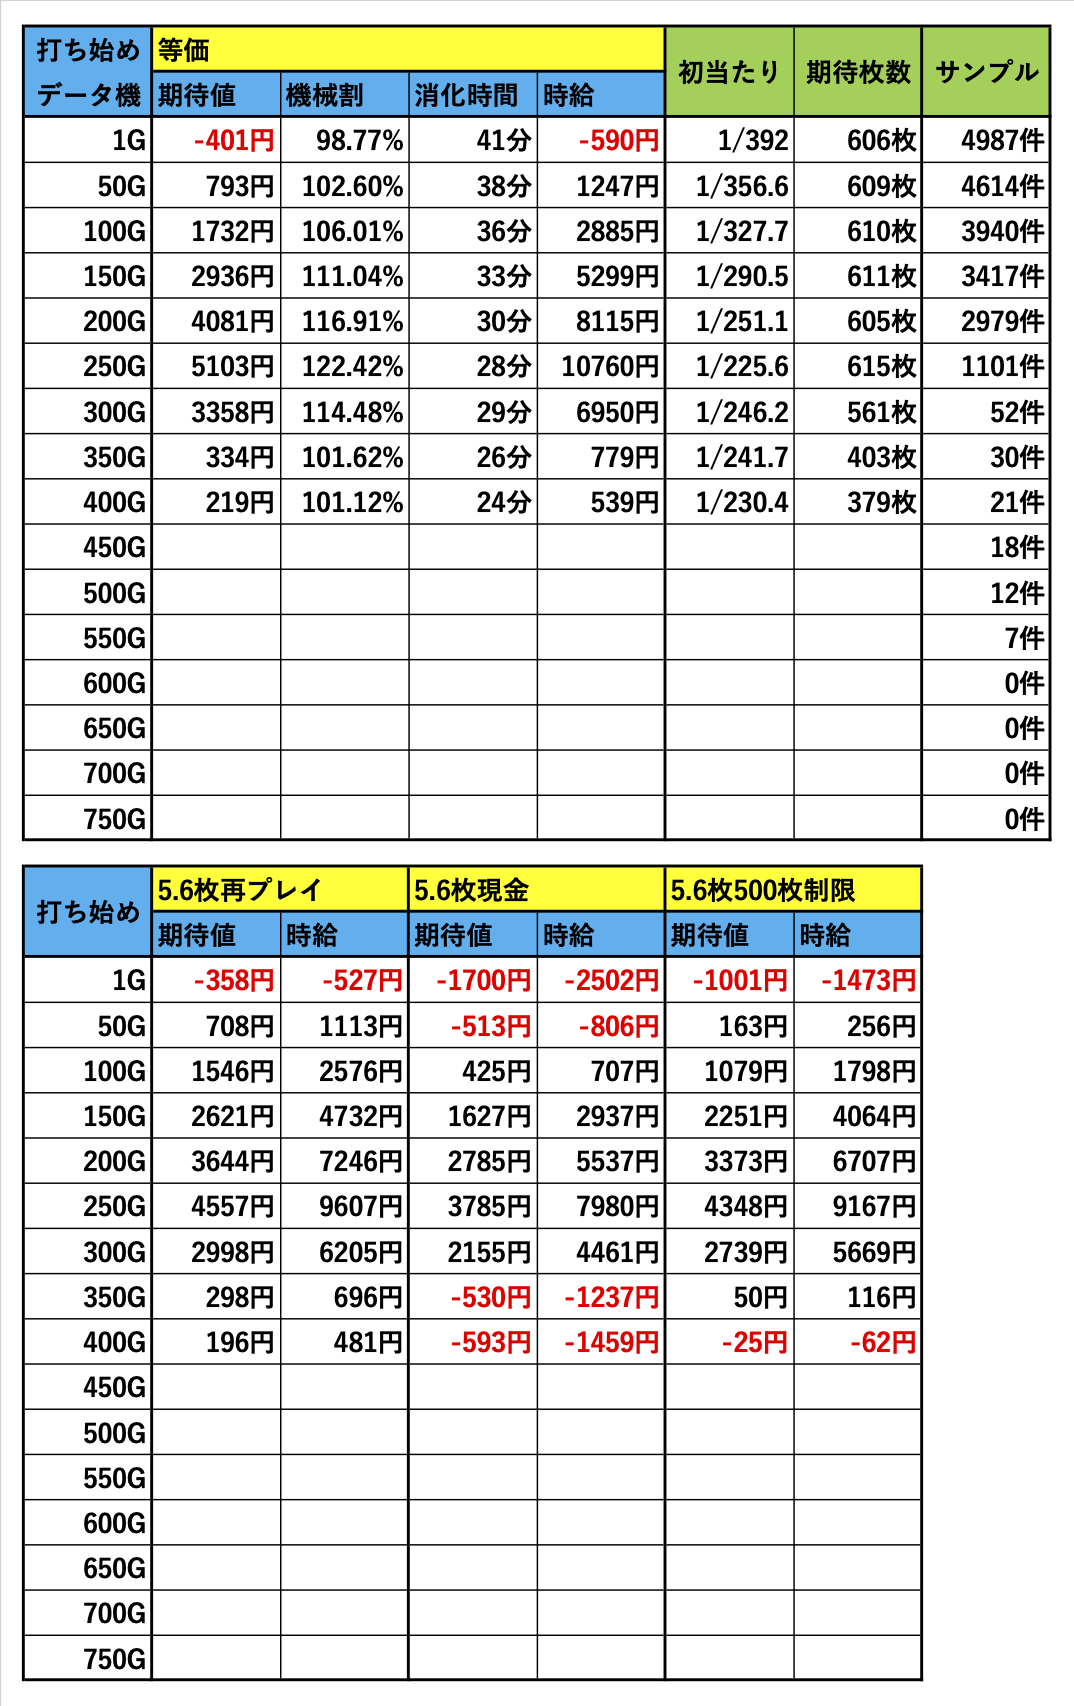 打ち始め 等価 初当たり 期待枚数 サンプル
データ機 期待値 機械割 消化時間 時給
1G -401円 98.77% 41分 -590円 1/392 606枚 4987件
50G 793円 102.60% 38分 1247円 1/356.6 609枚 4614件
100G 1732円 106.01% 36分 2885円 1/327.7 610枚 3940件
150G 2936円 111.04% 33分 5299円 1/290.5 611枚 3417件
200G 4081円 116.91% 30分 8115円 1/251.1 605枚 2979件
250G 5103円 122.42% 28分 10760円 1/225.6 615枚 1101件
300G 3358円 114.48% 29分 6950円 1/246.2 561枚 52件
350G 334円 101.62% 26分 779円 1/241.7 403枚 30件
400G 219円 101.12% 24分 539円 1/230.4 379枚 21件
450G 18件
500G 12件
550G 7件
600G 0件
650G 0件
700G 0件
750G 0件
打ち始め 5.6枚再プレイ 5.6枚現金 5.6枚500枚制限
期待値 時給 期待値 時給 期待値 時給
1G -358円 -527円 -1700円 -2502円 -1001円 -1473円
50G 708円 1113円 -513円 -806円 163円 256円
100G 1546円 2576円 425円 707円 1079円 1798円
150G 2621円 4732円 1627円 2937円 2251円 4064円
200G 3644円 7246円 2785円 5537円 3373円 6707円
250G 4557円 9607円 3785円 7980円 4348円 9167円
300G 2998円 6205円 2155円 4461円 2739円 5669円
350G 298円 696円 -530円 -1237円 50円 116円
400G 196円 481円 -593円 -1459円 -25円 -62円
450G
500G
550G
600G
650G
700G
750G